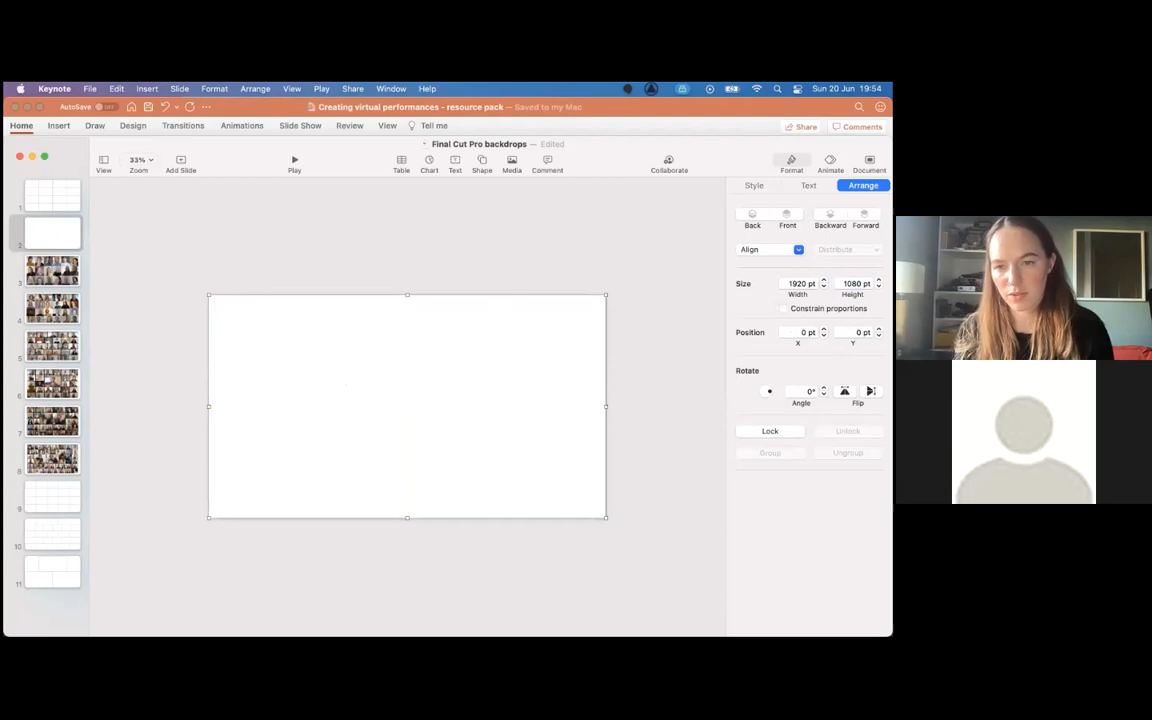 Keynote File Edit Insert Slide Format Arrange View Play Share Window Help Sun 20 Jun 19:54
AutoSave OFF Creating virtual performances - resource pack — Saved to my Mac
Home Insert Draw Design Transitions Animations Slide Show Review View Tell me Share Comments
Final Cut Pro backdrops — Edited
33%
View Zoom Add Slide Play Table Chart Text Shape Media Comment Collaborate Format Animate Document
Style Text Arrange
Back Front Backward Forward
Align Distribute
Size 1920 pt 1080 pt
Width Height
Constrain proportions
Position 0 pt 0 pt
X Y
Rotate
0°
Angle Flip
Lock Unlock
Group Ungroup
1
2
3
4
5
6
7
8
9
10
11